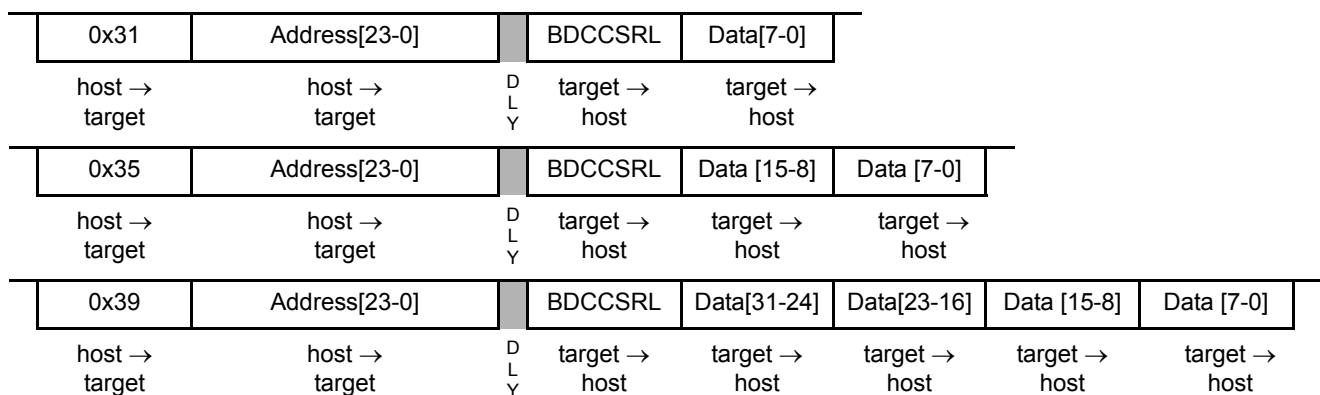 0x31 Address[23-0] BDCCSRL Data[7-0]
host → host → D target → target →
target target L host host
Y
0x35 Address[23-0] BDCCSRL Data [15-8] Data [7-0]
host → host → D target → target → target →
target target L host host host
Y
0x39 Address[23-0] BDCCSRL Data[31-24] Data[23-16] Data [15-8] Data [7-0]
host → host → D target → target → target → target → target →
target target L host host host host host
Y